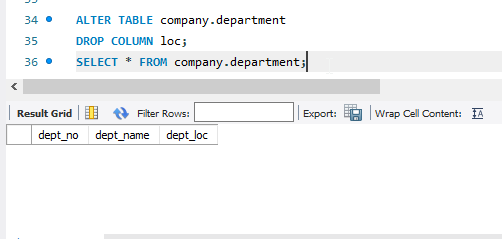 34 ALTER TABLE company.department
35 DROP COLUMN loc;
36 SELECT * FROM company.department;
Result Grid Filter Rows: Export: Wrap Cell Content: IA
dept_no dept_name dept_loc